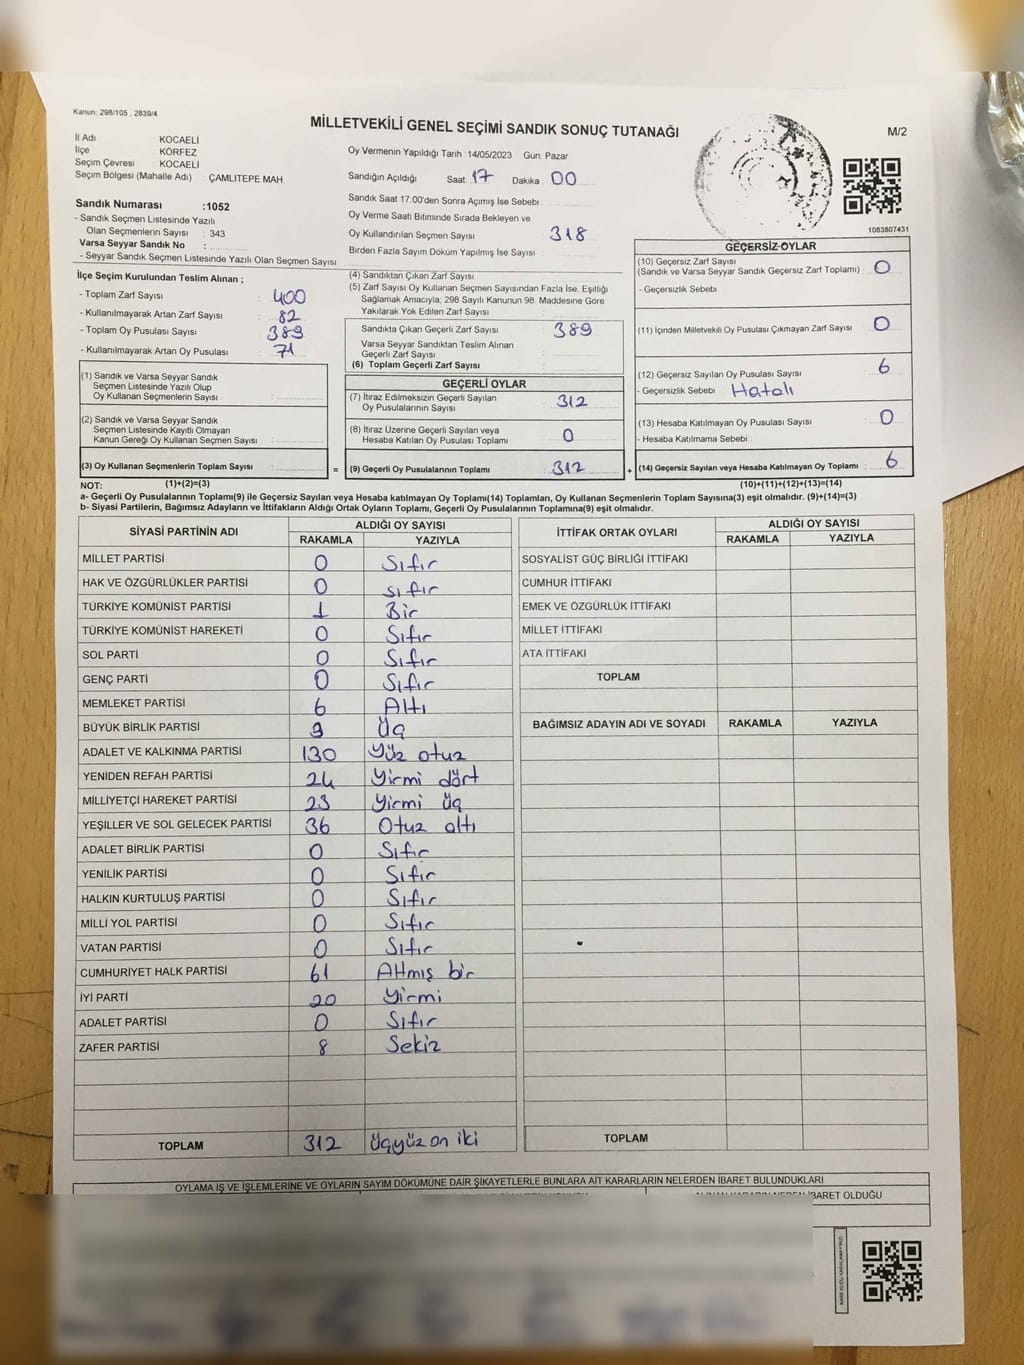 Kanun: 298/105 , 2839/4
MİLLETVEKİLİ GENEL SEÇİMİ SANDIK SONUÇ TUTANAĞI
M/2
İl Adı : KOCAELİ
İlçe : KÖRFEZ
Seçim Çevresi : KOCAELİ
Seçim Bölgesi (Mahalle Adı) : ÇAMLITEPE MAH.
Sandık Numarası :1052
- Sandık Seçmen Listesinde Yazılı
Olan Seçmenlerin Sayısı : 343
Varsa Seyyar Sandık No :
- Seyyar Sandık Seçmen Listesinde Yazılı Olan Seçmen Sayısı
Oy Vermenin Yapıldığı Tarih :14/05/2023 Gün: Pazar
Sandığın Açıldığı Saat: 17 Dakika: 00
Sandık Saat 17:00'den Sonra Açımış İse Sebebi :
Oy Verme Saati Bitiminde Sırada Bekleyen ve
Oy Kullandırılan Seçmen Sayısı 318
Birden Fazla Sayım Döküm Yapılmış İse Sayısı
1083807431
İlçe Seçim Kurulundan Teslim Alınan ;
- Toplam Zarf Sayısı : 400
- Kullanılmayarak Artan Zarf Sayısı : 82
- Toplam Oy Pusulası Sayısı : 389
- Kullanılmayarak Artan Oy Pusulası : 71
(1) Sandık ve Varsa Seyyar Sandık
Seçmen Listesinde Yazılı Olup
Oy Kullanan Seçmenlerin Sayısı :
(2) Sandık ve Varsa Seyyar Sandık
Seçmen Listesinde Kayıtlı Olmayan
Kanun Gereği Oy Kullanan Seçmen Sayısı :
(3) Oy Kullanan Seçmenlerin Toplam Sayısı :
(4) Sandıktan Çıkan Zarf Sayısı
(5) Zarf Sayısı Oy Kullanan Seçmen Sayısından Fazla İse, Eşitliği
Sağlamak Amacıyla; 298 Sayılı Kanunun 98. Maddesine Göre
Yakılarak Yok Edilen Zarf Sayısı
Sandıkta Çıkan Geçerli Zarf Sayısı 389
Varsa Seyyar Sandıktan Teslim Alınan
Geçerli Zarf Sayısı
(6) Toplam Geçerli Zarf Sayısı
GEÇERLİ OYLAR
(7) İtiraz Edilmeksizin Geçerli Sayılan
Oy Pusulalarının Sayısı 312
(8) İtiraz Üzerine Geçerli Sayılan veya
Hesaba Katılan Oy Pusulası Toplamı 0
= (9) Geçerli Oy Pusulalarının Toplamı 312 +
GEÇERSİZ OYLAR
(10) Geçersiz Zarf Sayısı
(Sandık ve Varsa Seyyar Sandık Geçersiz Zarf Toplamı) : 0
- Geçersizlik Sebebi
(11) İçinden Milletvekili Oy Pusulası Çıkmayan Zarf Sayısı : 0
(12) Geçersiz Sayılan Oy Pusulası Sayısı : 6
- Geçersizlik Sebebi : Hatalı
(13) Hesaba Katılmayan Oy Pusulası Sayısı : 0
- Hesaba Katılmama Sebebi :
(14) Geçersiz Sayılan veya Hesaba Katılmayan Oy Toplamı : 6
NOT: (1)+(2)=(3)
(10)+(11)+(12)+(13)=(14)
a- Geçerli Oy Pusulalarının Toplamı(9) ile Geçersiz Sayılan veya Hesaba katılmayan Oy Toplamı(14) Toplamları, Oy Kullanan Seçmenlerin Toplam Sayısına(3) eşit olmalıdır. (9)+(14)=(3)
b- Siyasi Partilerin, Bağımsız Adayların ve İttifakların Aldığı Ortak Oyların Toplamı, Geçerli Oy Pusulalarının Toplamına(9) eşit olmalıdır.
SİYASİ PARTİNİN ADI ALDIĞI OY SAYISI
RAKAMLA YAZIYLA
MİLLET PARTİSİ 0 Sıfır
HAK VE ÖZGÜRLÜKLER PARTİSİ 0 Sıfır
TÜRKİYE KOMÜNİST PARTİSİ 1 Bir
TÜRKİYE KOMÜNİST HAREKETİ 0 Sıfır
SOL PARTİ 0 Sıfır
GENÇ PARTİ 0 Sıfır
MEMLEKET PARTİSİ 6 Altı
BÜYÜK BİRLİK PARTİSİ 3 Üç
ADALET VE KALKINMA PARTİSİ 130 Yüz otuz
YENİDEN REFAH PARTİSİ 24 Yirmi dört
MİLLİYETÇİ HAREKET PARTİSİ 23 Yirmi üç
YEŞİLLER VE SOL GELECEK PARTİSİ 36 Otuz altı
ADALET BİRLİK PARTİSİ 0 Sıfır
YENİLİK PARTİSİ 0 Sıfır
HALKIN KURTULUŞ PARTİSİ 0 Sıfır
MİLLİ YOL PARTİSİ 0 Sıfır
VATAN PARTİSİ 0 Sıfır
CUMHURİYET HALK PARTİSİ 61 Altmış bir
İYİ PARTİ 20 Yirmi
ADALET PARTİSİ 0 Sıfır
ZAFER PARTİSİ 8 Sekiz
TOPLAM 312 Üçyüz on iki
İTTİFAK ORTAK OYLARI ALDIĞI OY SAYISI
RAKAMLA YAZIYLA
SOSYALİST GÜÇ BİRLİĞİ İTTİFAKI
CUMHUR İTTİFAKI
EMEK VE ÖZGÜRLÜK İTTİFAKI
MİLLET İTTİFAKI
ATA İTTİFAKI
TOPLAM
BAĞIMSIZ ADAYIN ADI VE SOYADI RAKAMLA YAZIYLA
TOPLAM
OYLAMA İŞ VE İŞLEMLERİNE VE OYLARIN SAYIM DÖKÜMÜNE DAİR ŞİKAYETLERLE BUNLARA AİT KARARLARIN NELERDEN İBARET BULUNDUKLARI
İBARET OLDUĞU